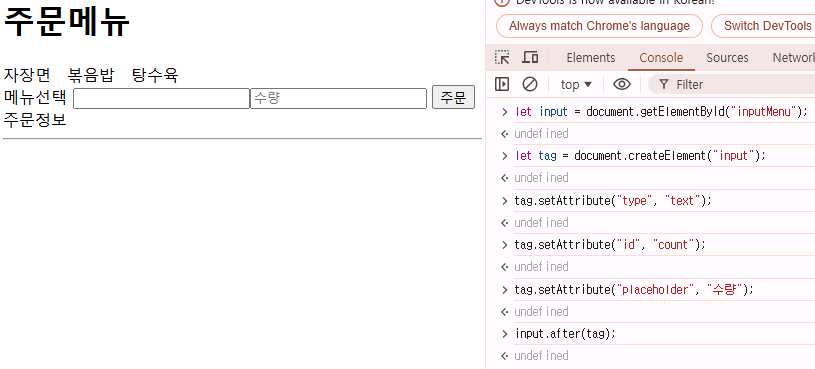 주문메뉴
자장면 볶음밥 탕수육
메뉴선택 수량 주문
주문정보
DevTools is now available in Korean!
Always match Chrome's language Switch DevTools
Elements Console Sources Network
top Filter
let input = document.getElementById("inputMenu");
undefined
let tag = document.createElement("input");
undefined
tag.setAttribute("type", "text");
undefined
tag.setAttribute("id", "count");
undefined
tag.setAttribute("placeholder", "수량");
undefined
input.after(tag);
undefined